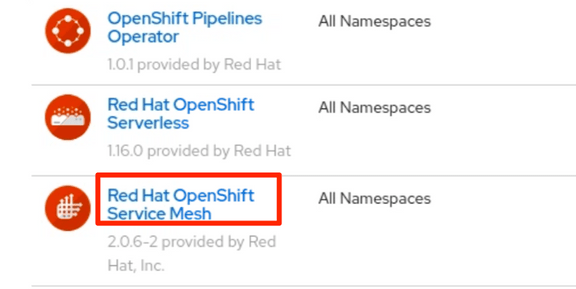 OpenShift Pipelines All Namespaces
Operator
1.0.1 provided by Red Hat
Red Hat OpenShift All Namespaces
Serverless
1.16.0 provided by Red Hat
Red Hat OpenShift All Namespaces
Service Mesh
2.0.6-2 provided by Red
Hat, Inc.